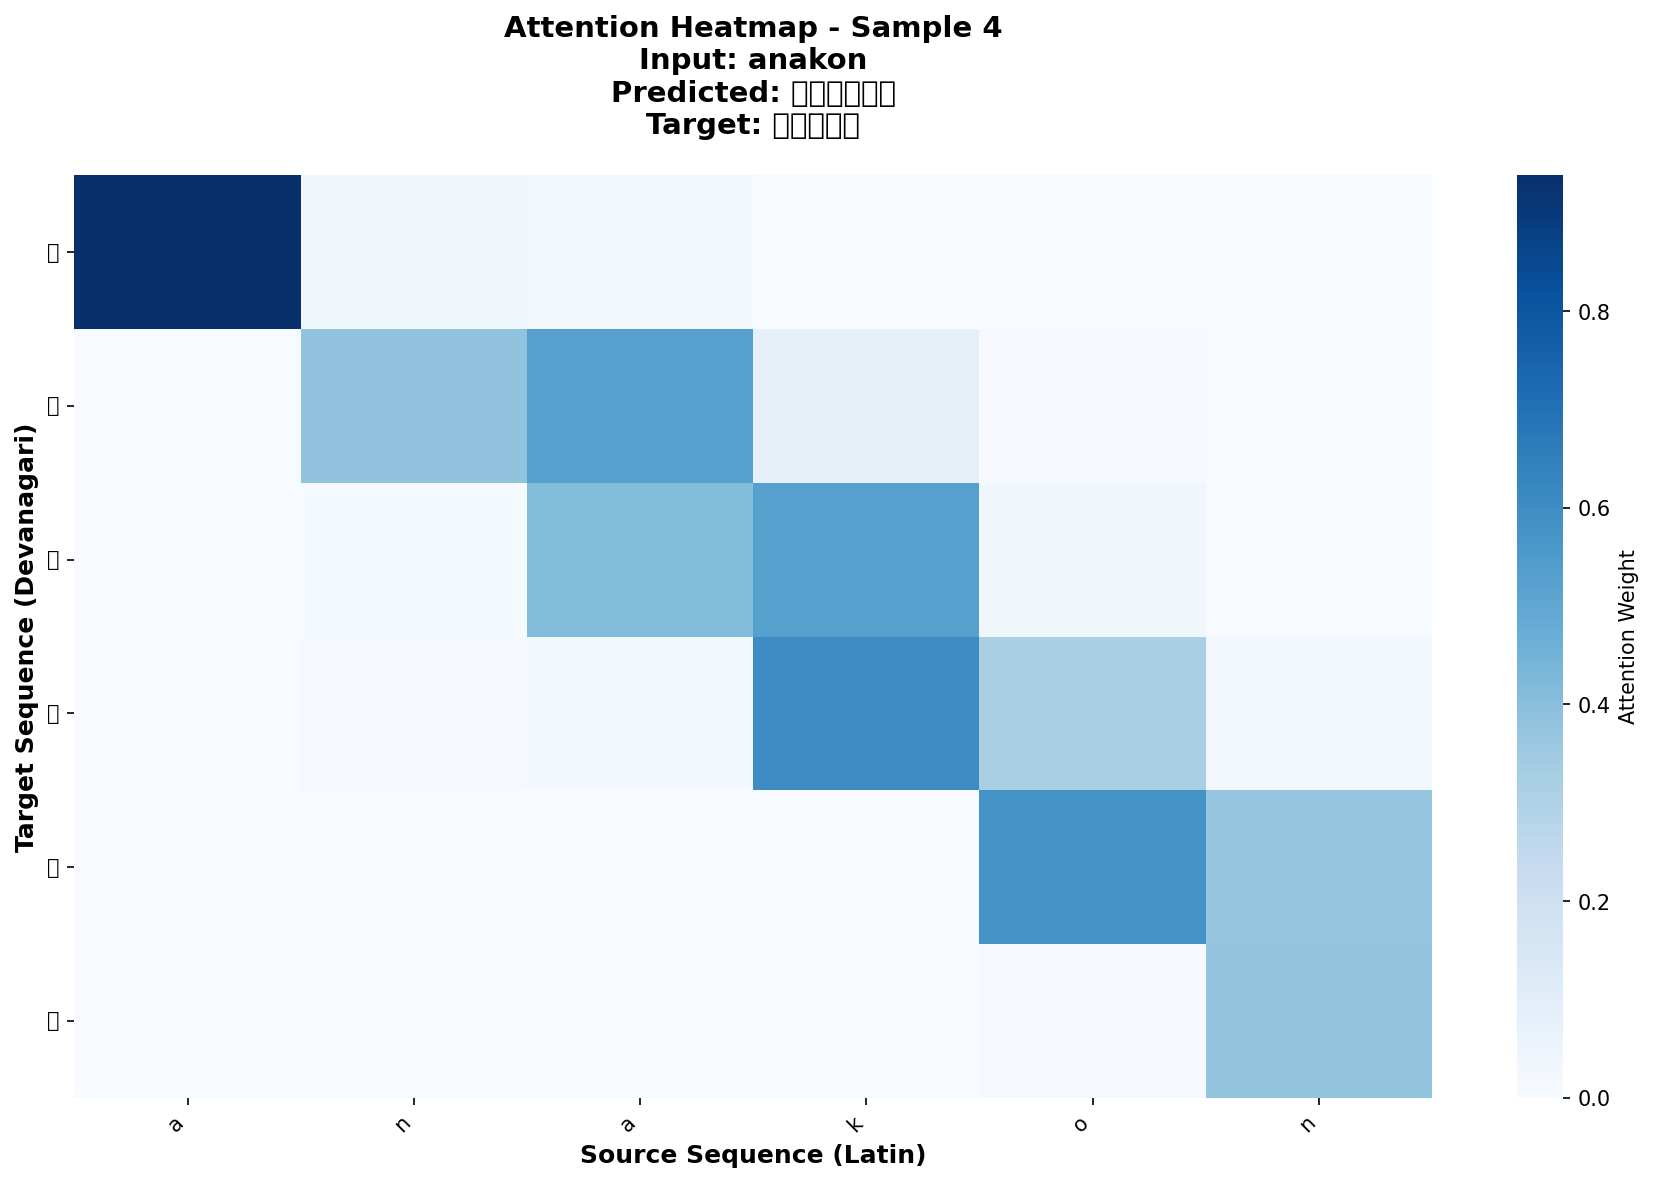 Attention Heatmap - Sample 4
Input: anakon
Predicted:
Target:
Target Sequence (Devanagari)
a
n
a
k
o
n
Source Sequence (Latin)
0.8
0.6
0.4
0.2
0.0
Attention Weight